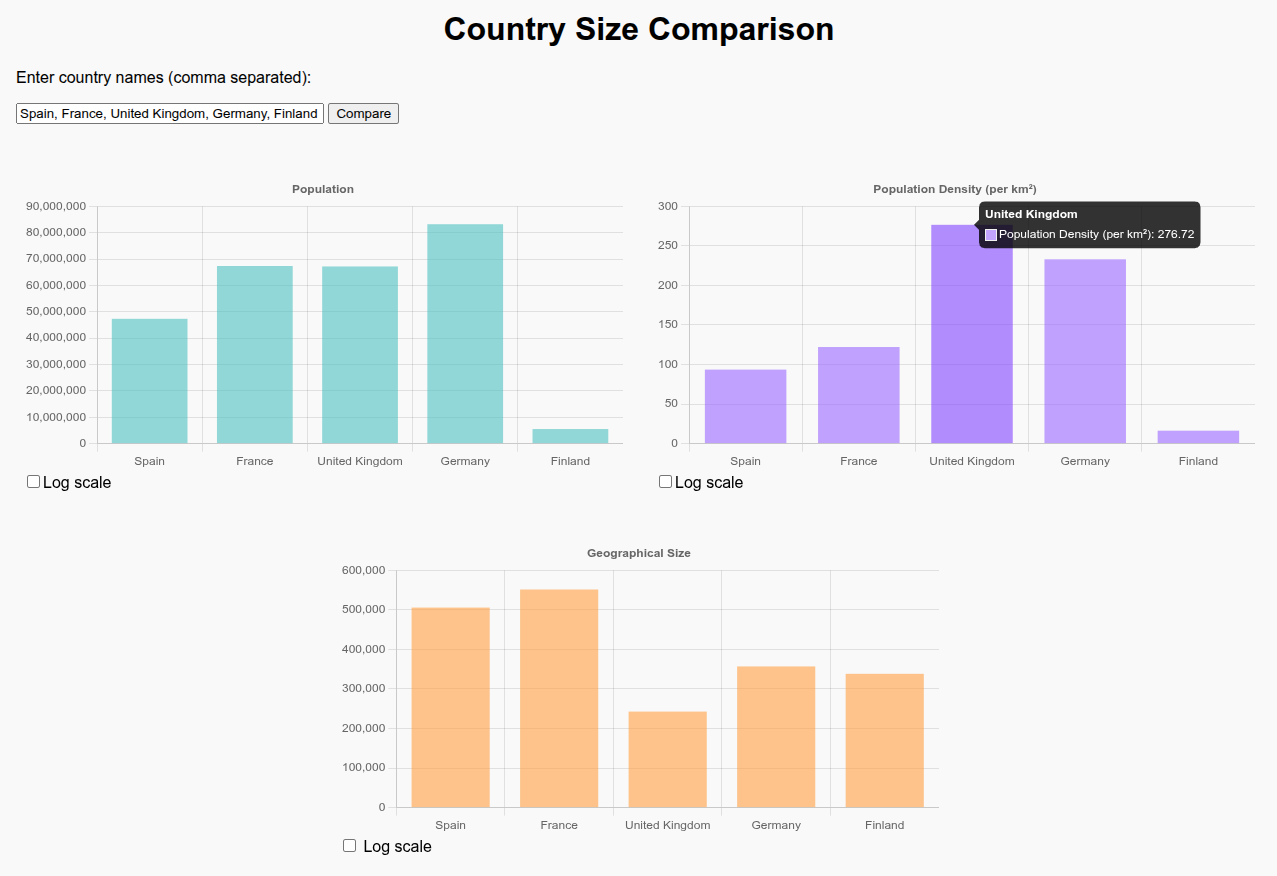 Country Size Comparison
Enter country names (comma separated):
Spain, France, United Kingdom, Germany, Finland Compare
Population
90,000,000
80,000,000
70,000,000
60,000,000
50,000,000
40,000,000
30,000,000
20,000,000
10,000,000
0
Spain France United Kingdom Germany Finland
Log scale
Population Density (per km²)
300
250
200
150
100
50
0
United Kingdom
Population Density (per km²): 276.72
Spain France United Kingdom Germany Finland
Log scale
Geographical Size
600,000
500,000
400,000
300,000
200,000
100,000
0
Spain France United Kingdom Germany Finland
Log scale